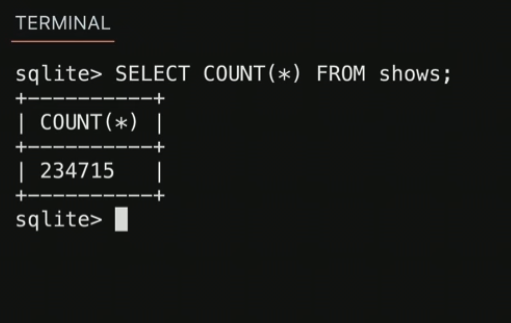 TERMINAL
sqlite> SELECT COUNT(*) FROM shows;
+----------+
| COUNT(*) |
+----------+
| 234715   |
+----------+
sqlite>